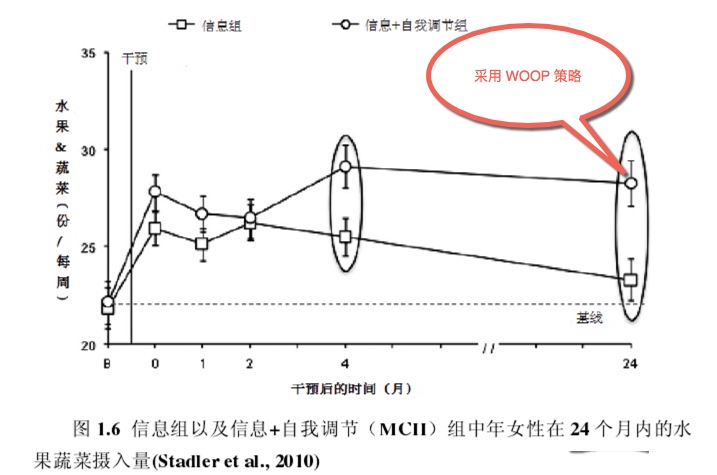 信息组
信息+自我调节组
采用 WOOP 策略
35
干预
30
25
20
水果&蔬菜(份/每周)
基线
B 0 1 2 4 24
干预后的时间(月)
图 1.6 信息组以及信息+自我调节(MCII)组中年女性在 24 个月内的水
果蔬菜摄入量(Stadler et al., 2010)